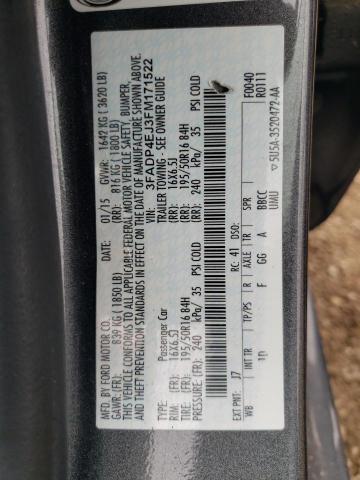 MFD. BY FORD MOTOR CO.
DATE: 01/15 GVWR: 1642 KG ( 3620 LB)
GAWR: (FR): 839 KG ( 1850 LB) (RR): 816 KG ( 1800 LB)
THIS VEHICLE CONFORMS TO ALL APPLICABLE FEDERAL MOTOR VEHICLE SAFETY, BUMPER,
AND THEFT PREVENTION STANDARDS IN EFFECT ON THE DATE OF MANUFACTURE SHOWN ABOVE.
VIN: 3FADP4EJ3FM171522
Passenger Car TRAILER TOWING - SEE OWNER GUIDE
RIM: (FR): 16X6.5J (RR): 16X6.5J
TIRE: (FR): 195/50R16 84H (RR): 195/50R16 84H
PRESSURE: (FR): 240 kPa/ 35 PSI COLD (RR): 240 kPa/ 35 PSI COLD
F0040
R0111
EXT PNT: J7 RC: 41 DSO:
WB INT TR TP/PS R AXLE TR SPR
1D F GG A BBCC
UMU
▽5U5A-3520472-AA